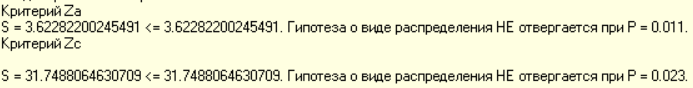 Критерий Za
S = 3.62282200245491 <= 3.62282200245491. Гипотеза о виде распределения НЕ отвергается при P = 0.011.
Критерий Zc
S = 31.7488064630709 <= 31.7488064630709. Гипотеза о виде распределения НЕ отвергается при P = 0.023.